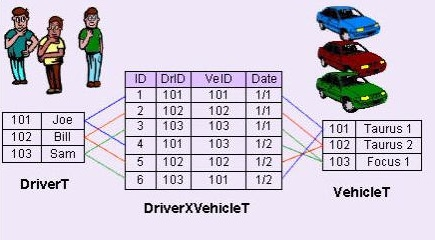 ID DrID VeID Date
1 101 101 1/1
2 102 102 1/1
3 103 103 1/1
4 101 103 1/2
5 102 102 1/2
6 103 101 1/2
101 Joe
102 Bill
103 Sam
DriverT
DriverXVehicleT
101 Taurus 1
102 Taurus 2
103 Focus 1
VehicleT